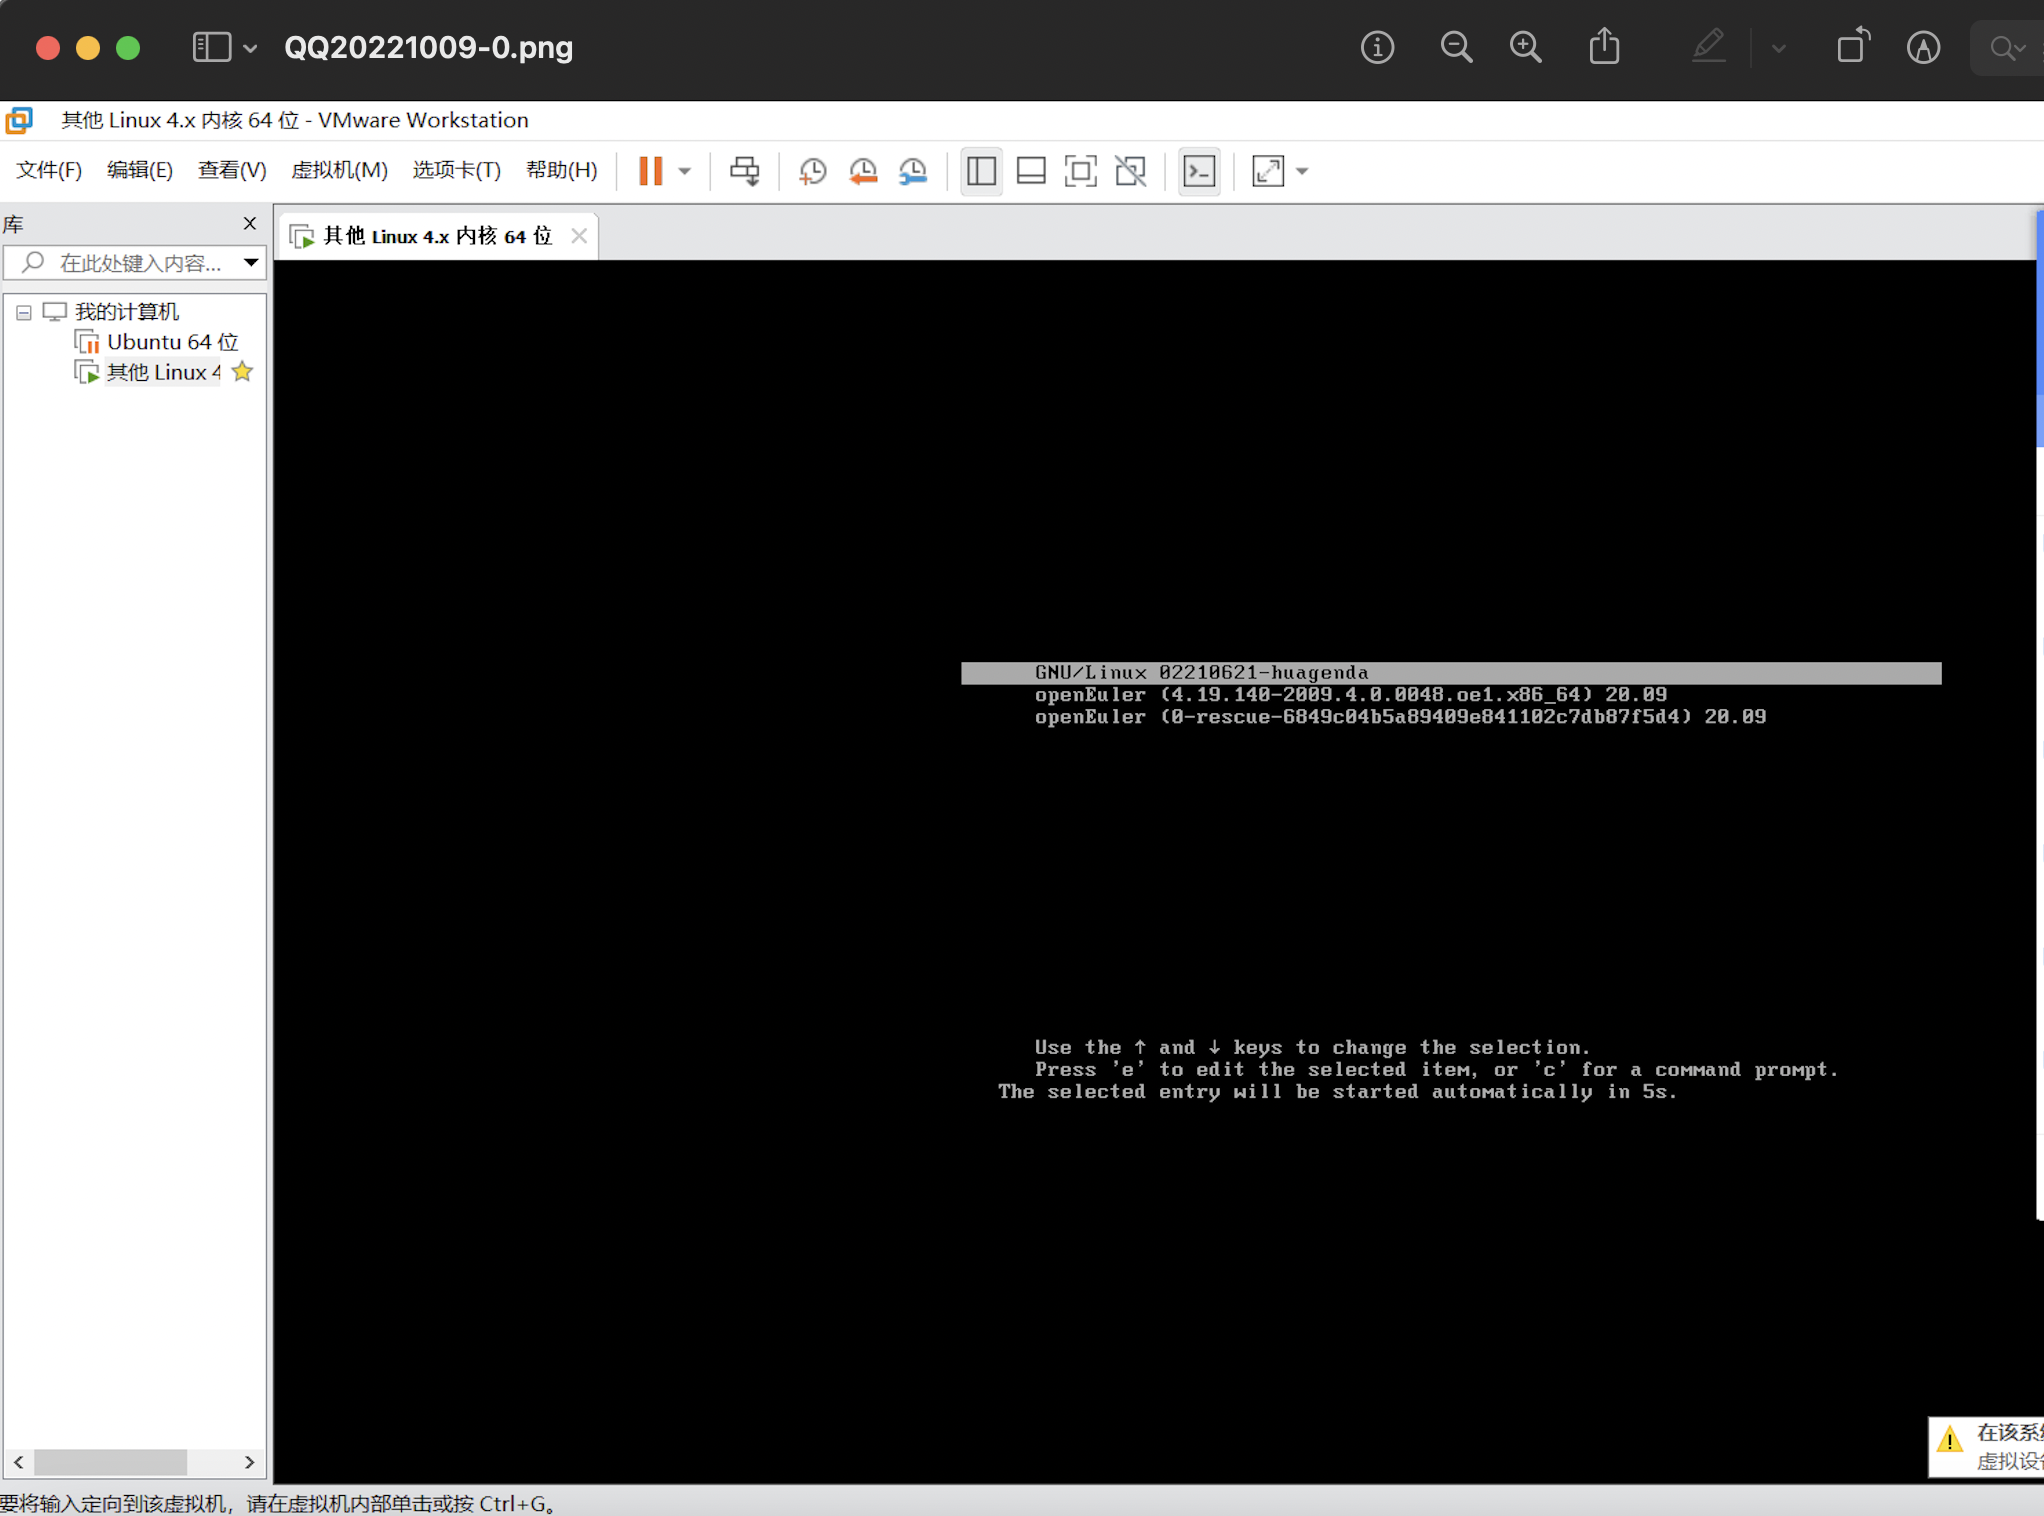 QQ20221009-0.png
其他 Linux 4.x 内核 64 位 - VMware Workstation
文件(F) 编辑(E) 查看(V) 虚拟机(M) 选项卡(T) 帮助(H)
库
其他 Linux 4.x 内核 64 位
在此处键入内容...
我的计算机
Ubuntu 64 位
其他 Linux 4
GNU/Linux 02210621-huagenda
openEuler (4.19.140-2009.4.0.0048.oe1.x86_64) 20.09
openEuler (0-rescue-6849c04b5a89409e841102c7db87f5d4) 20.09
Use the ↑ and ↓ keys to change the selection.
Press 'e' to edit the selected item, or 'c' for a command prompt.
The selected entry will be started automatically in 5s.
在该系
虚拟设
要将输入定向到该虚拟机，请在虚拟机内部单击或按 Ctrl+G。